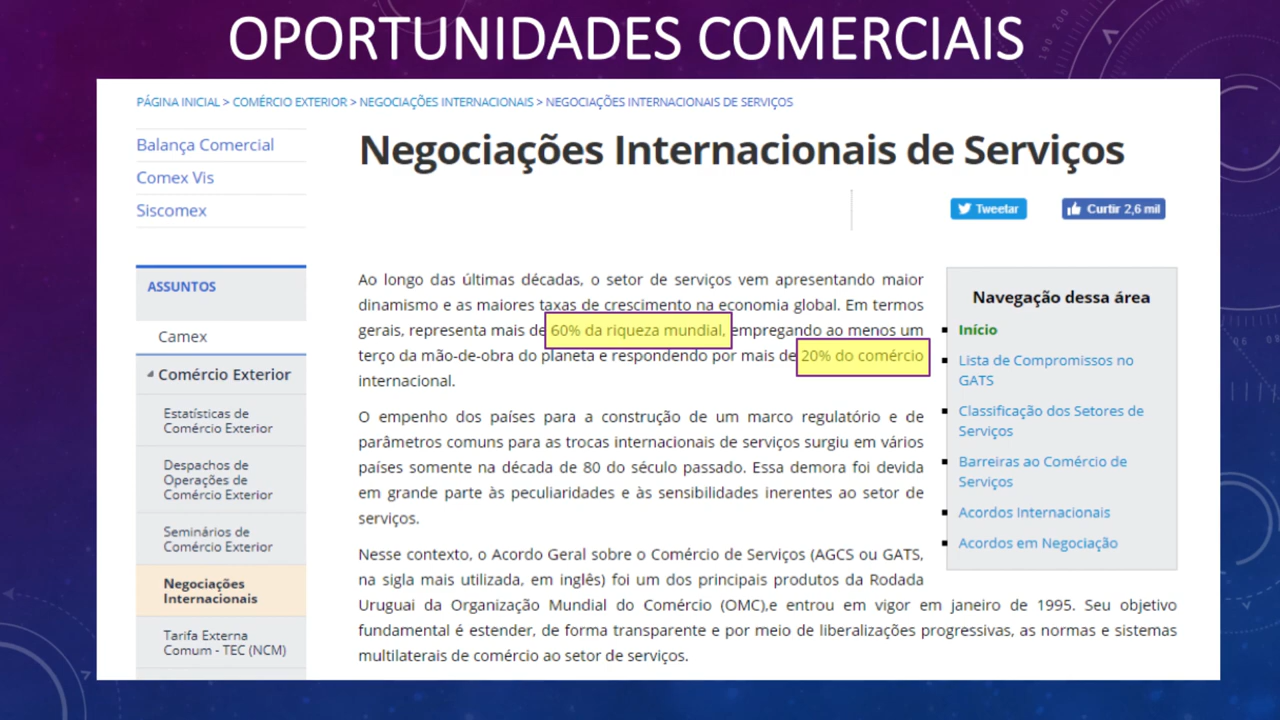 OPORTUNIDADES COMERCIAIS
PÁGINA INICIAL > COMÉRCIO EXTERIOR > NEGOCIAÇÕES INTERNACIONAIS > NEGOCIAÇÕES INTERNACIONAIS DE SERVIÇOS
Balança Comercial
Comex Vis
Siscomex
ASSUNTOS
Camex
Comércio Exterior
Estatísticas de
Comércio Exterior
Despachos de
Operações de
Comércio Exterior
Seminários de
Comércio Exterior
Negociações
Internacionais
Tarifa Externa
Comum - TEC (NCM)
Negociações Internacionais de Serviços
Tweetar
Curtir 2,6 mil
Ao longo das últimas décadas, o setor de serviços vem apresentando maior
dinamismo e as maiores taxas de crescimento na economia global. Em termos
gerais, representa mais de 60% da riqueza mundial, empregando ao menos um
terço da mão-de-obra do planeta e respondendo por mais de 20% do comércio
internacional.
O empenho dos países para a construção de um marco regulatório e de
parâmetros comuns para as trocas internacionais de serviços surgiu em vários
países somente na década de 80 do século passado. Essa demora foi devida
em grande parte às peculiaridades e às sensibilidades inerentes ao setor de
serviços.
Nesse contexto, o Acordo Geral sobre o Comércio de Serviços (AGCS ou GATS,
na sigla mais utilizada, em inglês) foi um dos principais produtos da Rodada
Uruguai da Organização Mundial do Comércio (OMC),e entrou em vigor em janeiro de 1995. Seu objetivo
fundamental é estender, de forma transparente e por meio de liberalizações progressivas, as normas e sistemas
multilaterais de comércio ao setor de serviços.
Navegação dessa área
Início
Lista de Compromissos no
GATS
Classificação dos Setores de
Serviços
Barreiras ao Comércio de
Serviços
Acordos Internacionais
Acordos em Negociação